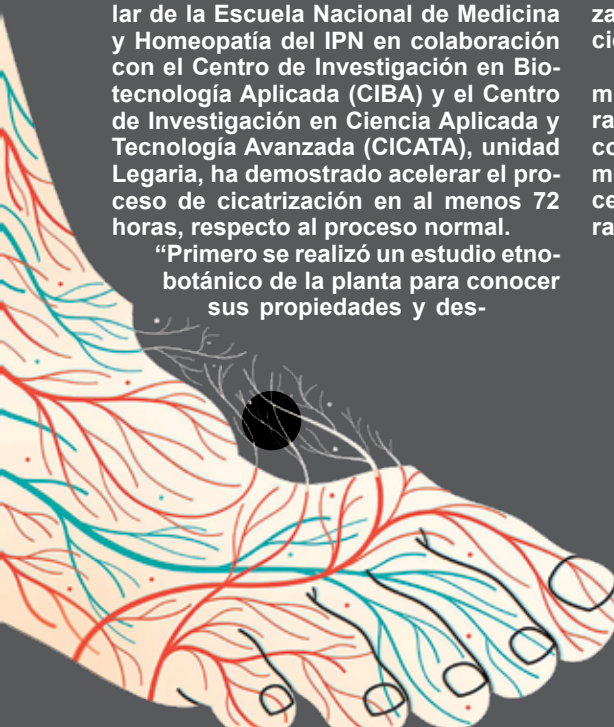 lar de la Escuela Nacional de Medicina
y Homeopatía del IPN en colaboración
con el Centro de Investigación en Bio-
tecnología Aplicada (CIBA) y el Centro
de Investigación en Ciencia Aplicada y
Tecnología Avanzada (CICATA), unidad
Legaria, ha demostrado acelerar el pro-
ceso de cicatrización en al menos 72
horas, respecto al proceso normal.
“Primero se realizó un estudio etno-
botánico de la planta para conocer
sus propiedades y des-